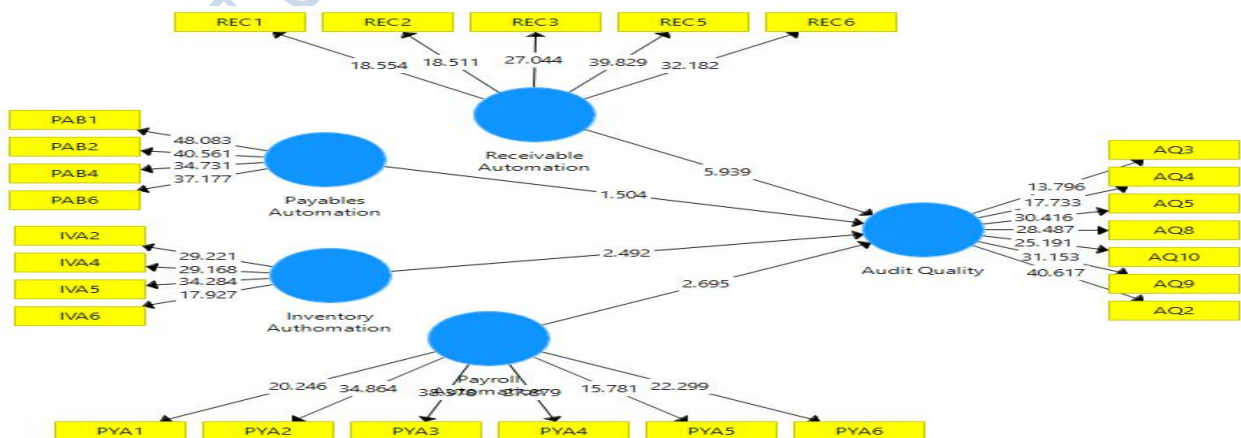 REC1 REC2 REC3 REC5 REC6
18.554 18.511 27.044 39.829 32.182
Receivable
Automation
PAB1
PAB2
PAB4
PAB6
48.083
40.561
34.731
37.177
Payables
Automation
5.939
1.504
2.492
2.695
IVA2
IVA4
IVA5
IVA6
29.221
29.168
34.284
17.927
Inventory
Authomation
Audit Quality
13.796
17.733
30.416
28.487
25.191
31.153
40.617
AQ3
AQ4
AQ5
AQ8
AQ10
AQ9
AQ2
Payroll
Automation
20.246 34.864 15.781 22.299
PYA1 PYA2 PYA3 PYA4 PYA5 PYA6